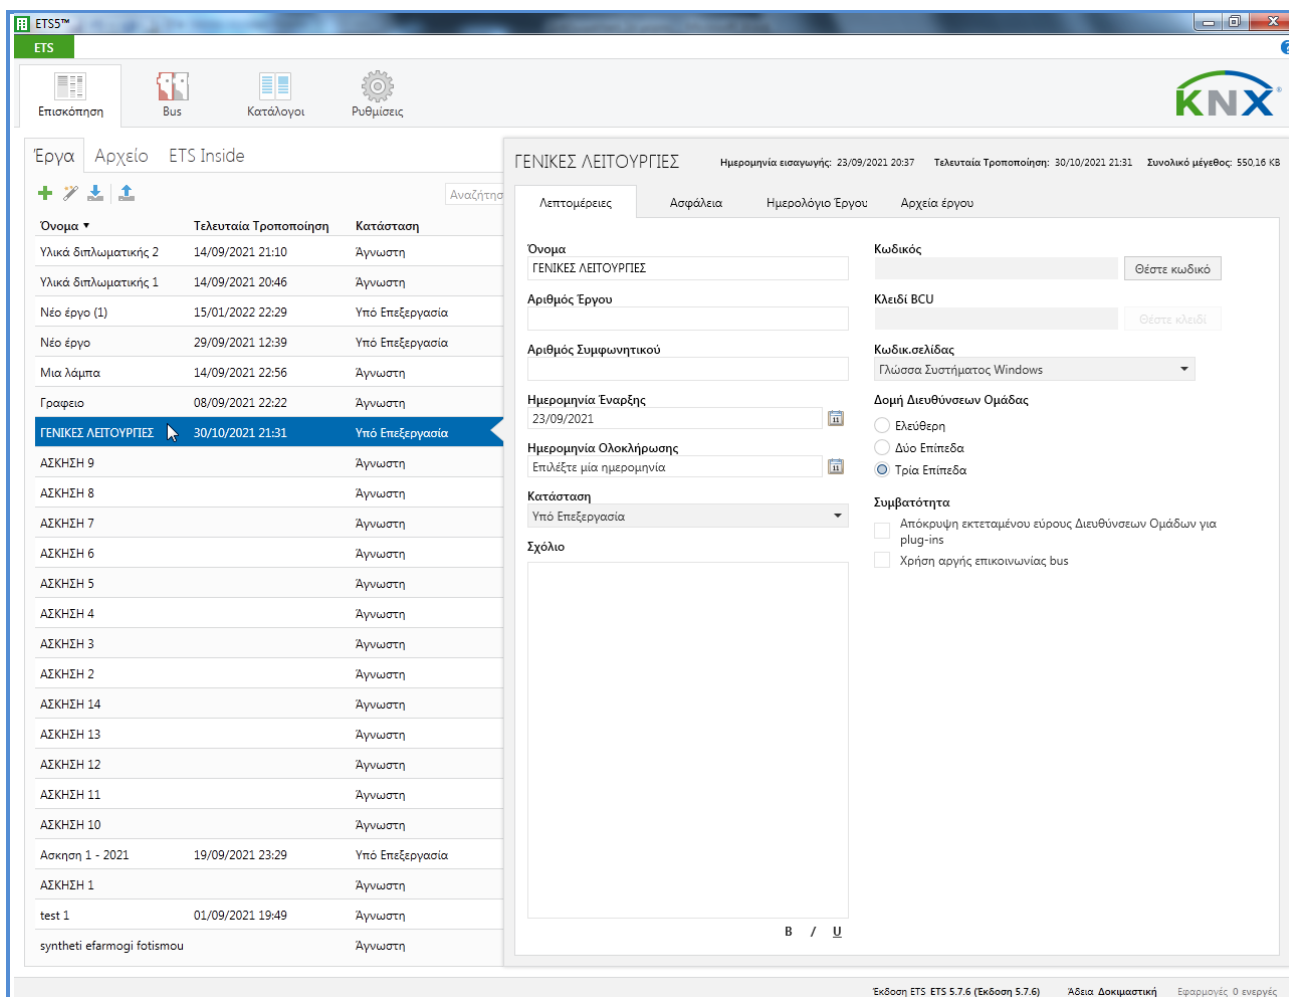 ETS5™
ETS
Επισκόπηση Bus Κατάλογοι Ρυθμίσεις
KNX®
Έργα Αρχείο ETS Inside
Αναζήτησ
Όνομα Τελευταία Τροποποίηση Κατάσταση
Υλικά διπλωματικής 2 14/09/2021 21:10 Άγνωστη
Υλικά διπλωματικής 1 14/09/2021 20:46 Άγνωστη
Νέο έργο (1) 15/01/2022 22:29 Υπό Επεξεργασία
Νέο έργο 29/09/2021 12:39 Υπό Επεξεργασία
Μια λάμπα 14/09/2021 22:56 Άγνωστη
Γραφειο 08/09/2021 22:22 Άγνωστη
ΓΕΝΙΚΕΣ ΛΕΙΤΟΥΡΓΙΕΣ 30/10/2021 21:31 Υπό Επεξεργασία
ΑΣΚΗΣΗ 9 Άγνωστη
ΑΣΚΗΣΗ 8 Άγνωστη
ΑΣΚΗΣΗ 7 Άγνωστη
ΑΣΚΗΣΗ 6 Άγνωστη
ΑΣΚΗΣΗ 5 Άγνωστη
ΑΣΚΗΣΗ 4 Άγνωστη
ΑΣΚΗΣΗ 3 Άγνωστη
ΑΣΚΗΣΗ 2 Άγνωστη
ΑΣΚΗΣΗ 14 Άγνωστη
ΑΣΚΗΣΗ 13 Άγνωστη
ΑΣΚΗΣΗ 12 Άγνωστη
ΑΣΚΗΣΗ 11 Άγνωστη
ΑΣΚΗΣΗ 10 Άγνωστη
Ασκηση 1 - 2021 19/09/2021 23:29 Υπό Επεξεργασία
ΑΣΚΗΣΗ 1 Άγνωστη
test 1 01/09/2021 19:49 Άγνωστη
syntheti efarmogi fotismou Άγνωστη
ΓΕΝΙΚΕΣ ΛΕΙΤΟΥΡΓΙΕΣ Ημερομηνία εισαγωγής: 23/09/2021 20:37 Τελευταία Τροποποίηση: 30/10/2021 21:31 Συνολικό μέγεθος: 550,16 KB
Λεπτομέρειες Ασφάλεια Ημερολόγιο Έργου Αρχεία έργου
Όνομα
ΓΕΝΙΚΕΣ ΛΕΙΤΟΥΡΓΙΕΣ
Αριθμός Έργου
Αριθμός Συμφωνητικού
Ημερομηνία Έναρξης
23/09/2021
Ημερομηνία Ολοκλήρωσης
Επιλέξτε μία ημερομηνία
Κατάσταση
Υπό Επεξεργασία
Σχόλιο
B / U
Κωδικός
Θέστε κωδικό
Κλειδί BCU
Θέστε κλειδί
Κωδικ.σελίδας
Γλώσσα Συστήματος Windows
Δομή Διευθύνσεων Ομάδας
Ελεύθερη
Δύο Επίπεδα
Τρία Επίπεδα
Συμβατότητα
Απόκρυψη εκτεταμένου εύρους Διευθύνσεων Ομάδων για
plug-ins
Χρήση αργής επικοινωνίας bus
Έκδοση ETS ETS 5.7.6 (Έκδοση 5.7.6) Άδεια Δοκιμαστική Εφαρμογές 0 ενεργές